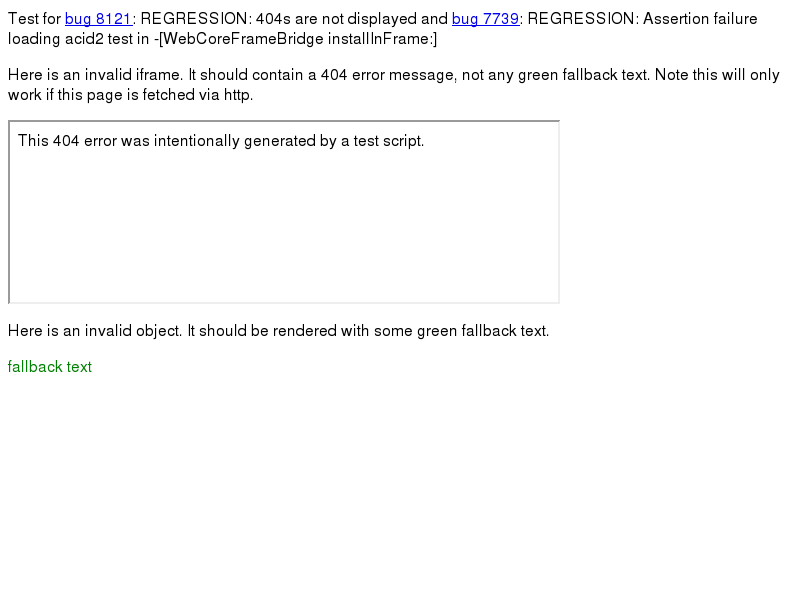 Test for bug 8121: REGRESSION: 404s are not displayed and bug 7739: REGRESSION: Assertion failure
loading acid2 test in -[WebCoreFrameBridge installInFrame:]
Here is an invalid iframe. It should contain a 404 error message, not any green fallback text. Note this will only
work if this page is fetched via http.
This 404 error was intentionally generated by a test script.
Here is an invalid object. It should be rendered with some green fallback text.
fallback text